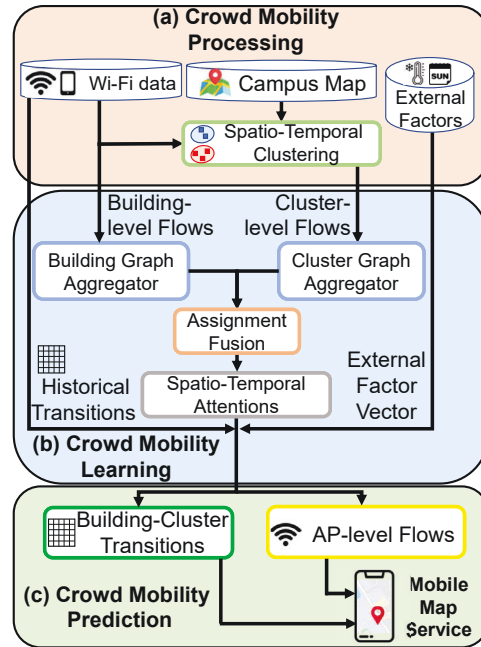 (a) Crowd Mobility
Processing
Wi-Fi data
Campus Map
SUN
External
Factors
Spatio-Temporal
Clustering
Building-
level Flows
Cluster-
level Flows
Building Graph
Aggregator
Cluster Graph
Aggregator
Assignment
Fusion
Historical
Transitions
Spatio-Temporal
Attentions
External
Factor
Vector
(b) Crowd Mobility
Learning
Building-Cluster
Transitions
AP-level Flows
(c) Crowd Mobility
Prediction
Mobile
Map
Service